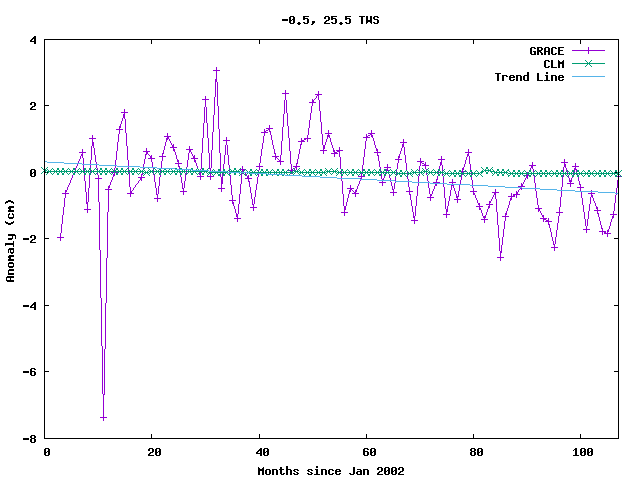 -0.5, 25.5 TWS
GRACE
CLM
Trend Line
4
2
0
-2
-4
-6
-8
Anomaly (cm)
0 20 40 60 80 100
Months since Jan 2002